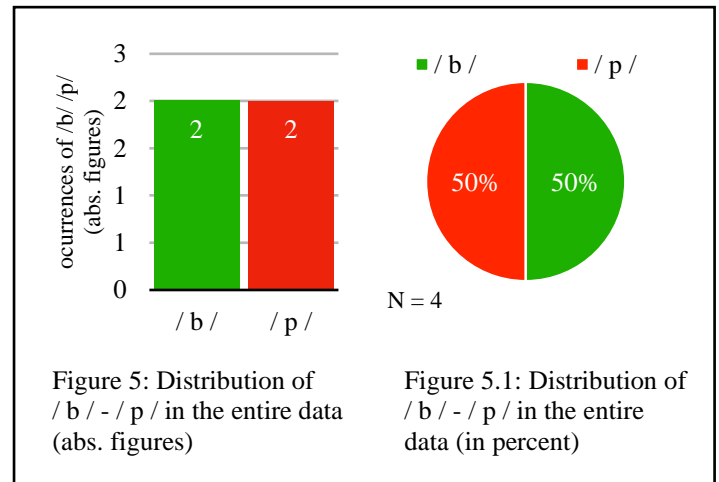 3
2
2
1
1
0
ocurrences of /b/ /p/
(abs. figures)
2
2
/ b /
/ p /
/ b /
/ p /
50%
50%
N = 4
Figure 5: Distribution of
/ b / - / p / in the entire data
(abs. figures)
Figure 5.1: Distribution of
/ b / - / p / in the entire
data (in percent)